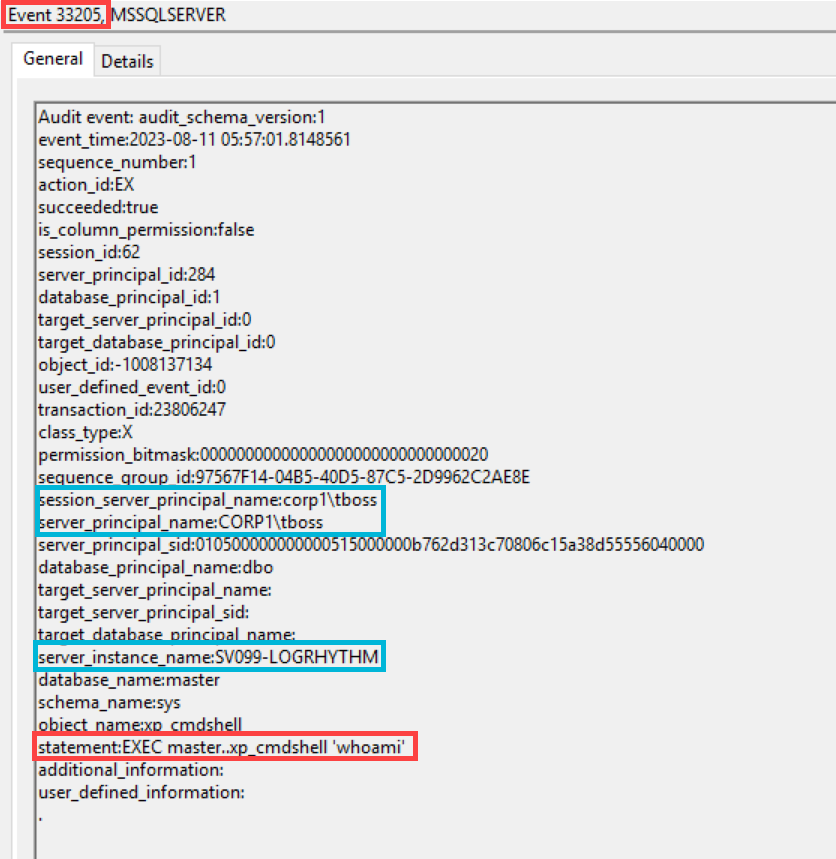 Event 33205, MSSQLSERVER
General Details
Audit event: audit_schema_version:1
event_time:2023-08-11 05:57:01.8148561
sequence_number:1
action_id:EX
succeeded:true
is_column_permission:false
session_id:62
server_principal_id:284
database_principal_id:1
target_server_principal_id:0
target_database_principal_id:0
object_id:-1008137134
user_defined_event_id:0
transaction_id:23806247
class_type:X
permission_bitmask:00000000000000000000000000000020
sequence_group_id:97567F14-04B5-40D5-87C5-2D9962C2AE8E
session_server_principal_name:corp1\tboss
server_principal_name:CORP1\tboss
server_principal_sid:010500000000000515000000b762d313c70806c15a38d55556040000
database_principal_name:dbo
target_server_principal_name:
target_server_principal_sid:
target_database_principal_name:
server_instance_name:SV099-LOGRHYTHM
database_name:master
schema_name:sys
object_name:xp_cmdshell
statement:EXEC master..xp_cmdshell 'whoami'
additional_information:
user_defined_information:
.